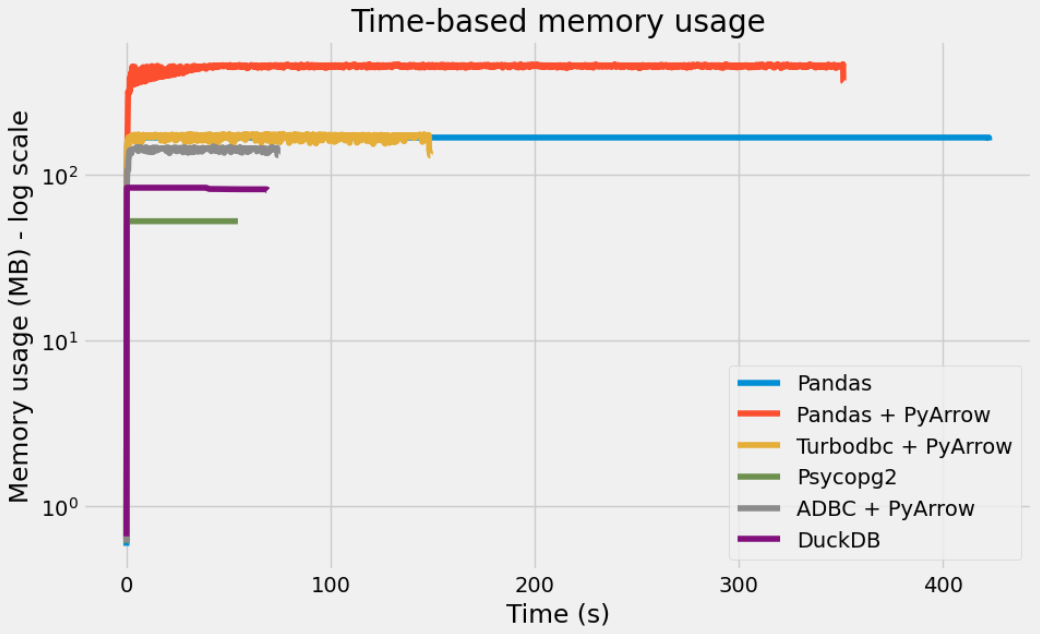 Time-based memory usage
Memory usage (MB) - log scale
10²
10¹
10⁰
0 100 200 300 400
Time (s)
Pandas
Pandas + PyArrow
Turbodbc + PyArrow
Psycopg2
ADBC + PyArrow
DuckDB